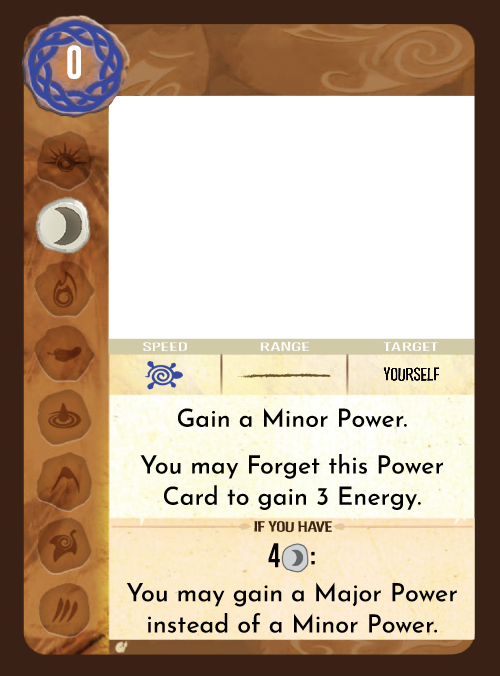 0
SPEED RANGE TARGET
YOURSELF
Gain a Minor Power.
You may Forget this Power
Card to gain 3 Energy.
IF YOU HAVE
4 :
You may gain a Major Power
instead of a Minor Power.